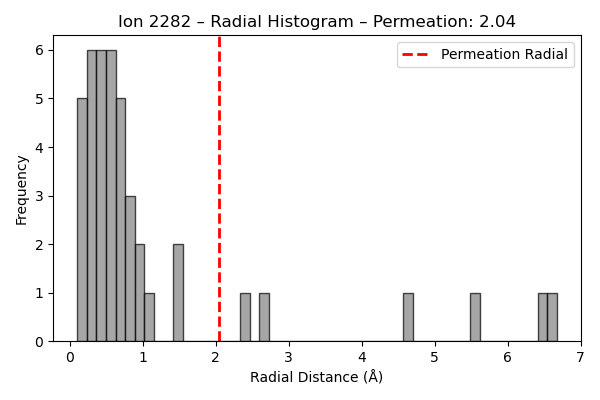 Ion 2282 – Radial Histogram – Permeation: 2.04
Permeation Radial
Frequency
6
5
4
3
2
1
0
0 1 2 3 4 5 6 7
Radial Distance (Å)